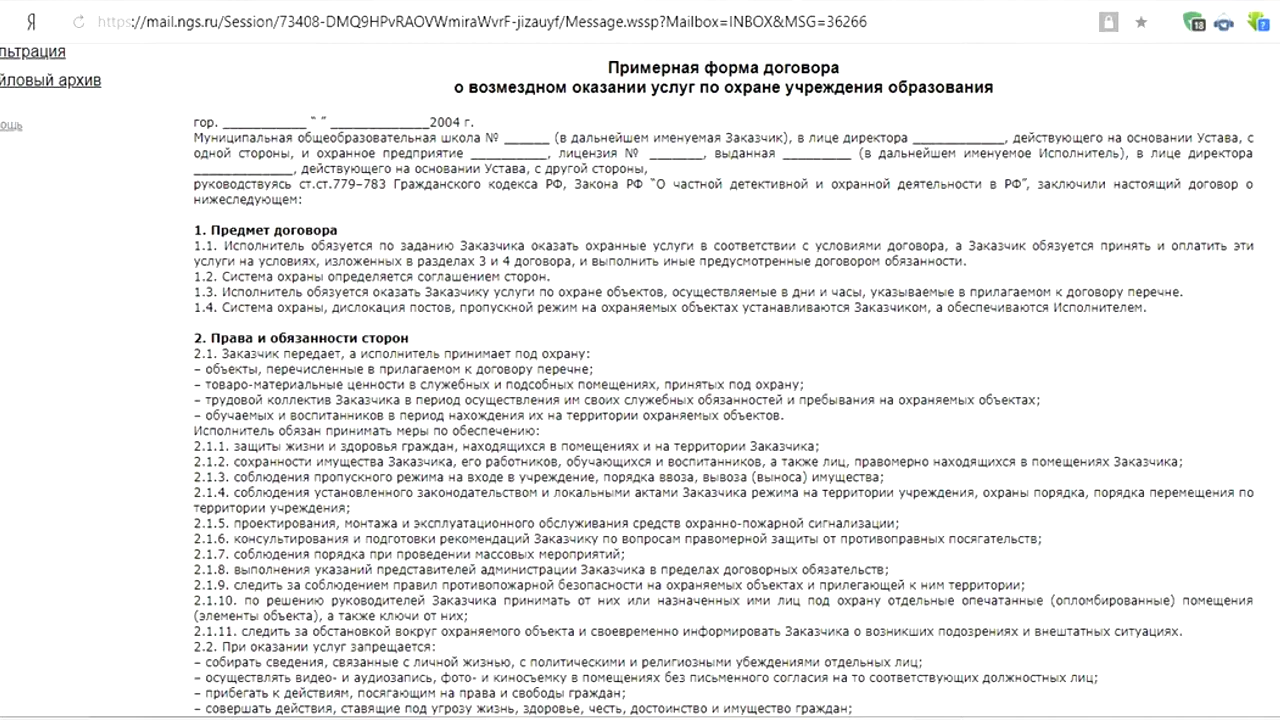 Я https://mail.ngs.ru/Session/73408-DMQ9HPvRAOVWmiraWvrF-jizauyf/Message.wssp?Mailbox=INBOX&MSG=36266 18 ?
льтрация
йловый архив
ощь
Примерная форма договора
о возмездном оказании услуг по охране учреждения образования
гор. ____________ “ ” ______________2004 г.
Муниципальная общеобразовательная школа № ______ (в дальнейшем именуемая Заказчик), в лице директора _____________, действующего на основании Устава, с
одной стороны, и охранное предприятие __________, лицензия № _______, выданная _________ (в дальнейшем именуемое Исполнитель), в лице директора
______________, действующего на основании Устава, с другой стороны,
руководствуясь ст.ст.779–783 Гражданского кодекса РФ, Закона РФ “О частной детективной и охранной деятельности в РФ”, заключили настоящий договор о
нижеследующем:
1. Предмет договора
1.1. Исполнитель обязуется по заданию Заказчика оказать охранные услуги в соответствии с условиями договора, а Заказчик обязуется принять и оплатить эти
услуги на условиях, изложенных в разделах 3 и 4 договора, и выполнить иные предусмотренные договором обязанности.
1.2. Система охраны определяется соглашением сторон.
1.3. Исполнитель обязуется оказать Заказчику услуги по охране объектов, осуществляемые в дни и часы, указываемые в прилагаемом к договору перечне.
1.4. Система охраны, дислокация постов, пропускной режим на охраняемых объектах устанавливаются Заказчиком, а обеспечиваются Исполнителем.
2. Права и обязанности сторон
2.1. Заказчик передает, а исполнитель принимает под охрану:
– объекты, перечисленные в прилагаемом к договору перечне;
– товаро-материальные ценности в служебных и подсобных помещениях, принятых под охрану;
– трудовой коллектив Заказчика в период осуществления им своих служебных обязанностей и пребывания на охраняемых объектах;
– обучаемых и воспитанников в период нахождения их на территории охраняемых объектов.
Исполнитель обязан принимать меры по обеспечению:
2.1.1. защиты жизни и здоровья граждан, находящихся в помещениях и на территории Заказчика;
2.1.2. сохранности имущества Заказчика, его работников, обучающихся и воспитанников, а также лиц, правомерно находящихся в помещениях Заказчика;
2.1.3. соблюдения пропускного режима на входе в учреждение, порядка ввоза, вывоза (выноса) имущества;
2.1.4. соблюдения установленного законодательством и локальными актами Заказчика режима на территории учреждения, охраны порядка, порядка перемещения по
территории учреждения;
2.1.5. проектирования, монтажа и эксплуатационного обслуживания средств охранно-пожарной сигнализации;
2.1.6. консультирования и подготовки рекомендаций Заказчику по вопросам правомерной защиты от противоправных посягательств;
2.1.7. соблюдения порядка при проведении массовых мероприятий;
2.1.8. выполнения указаний представителей администрации Заказчика в пределах договорных обязательств;
2.1.9. следить за соблюдением правил противопожарной безопасности на охраняемых объектах и прилегающей к ним территории;
2.1.10. по решению руководителей Заказчика принимать от них или назначенных ими лиц под охрану отдельные опечатанные (опломбированные) помещения
(элементы объекта), а также ключи от них;
2.1.11. следить за обстановкой вокруг охраняемого объекта и своевременно информировать Заказчика о возникших подозрениях и внештатных ситуациях.
2.2. При оказании услуг запрещается:
– собирать сведения, связанные с личной жизнью, с политическими и религиозными убеждениями отдельных лиц;
– осуществлять видео- и аудиозапись, фото- и киносъемку в помещениях без письменного согласия на то соответствующих должностных лиц;
– прибегать к действиям, посягающим на права и свободы граждан;
– совершать действия, ставящие под угрозу жизнь, здоровье, честь, достоинство и имущество граждан;